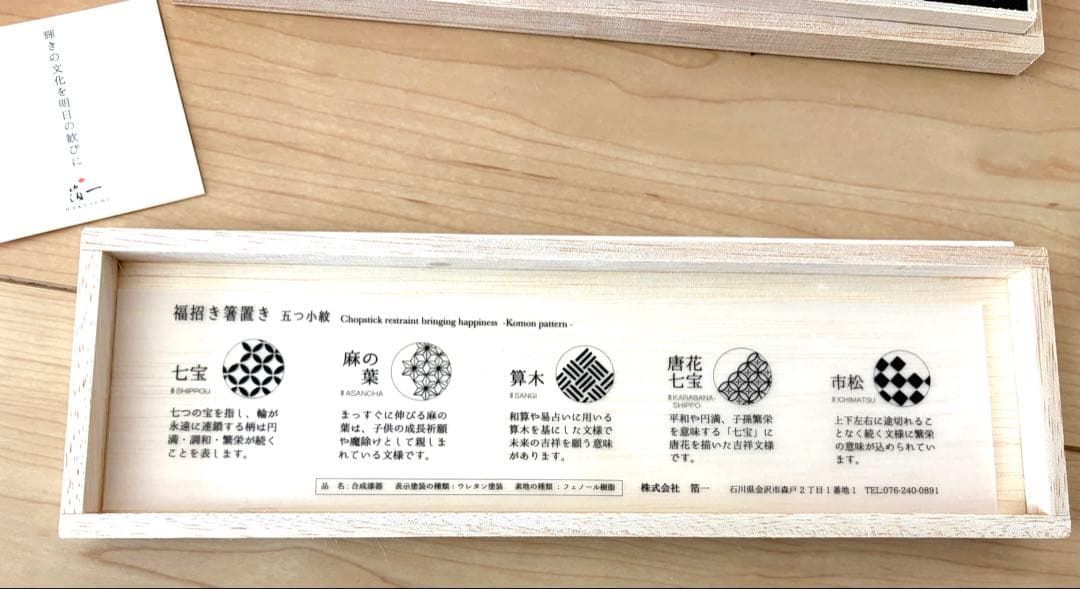 輝きの文化を明日の歓びに
箔一
HAKUICHI
福招き箸置き 五つ小紋 Chopstick restraint bringing happiness -Komon pattern-
七宝
SHIPPOU
七つの宝を指し、輪が
永遠に連鎖する柄は円
満・調和・繁栄が続く
ことを表します。
麻の
葉
ASANOHA
まっすぐに伸びる麻の
葉は、子供の成長祈願
や魔除けとして親しま
れている文様です。
算木
SANGI
和算や易占いに用いる
算木を基にした文様で
未来の吉祥を願う意味
があります。
唐花
七宝
KARABANA-
SHIPPO
平和や円満、子孫繁栄
を意味する「七宝」に
唐花を描いた吉祥文様
です。
市松
ICHIMATSU
上下左右に途切れるこ
となく続く文様に繁栄
の意味が込められてい
ます。
品 名:合成漆器 表示塗装の種類:ウレタン塗装 素地の種類:フェノール樹脂
株式会社 箔一 石川県金沢市森戸2丁目1番地1 TEL:076-240-0891